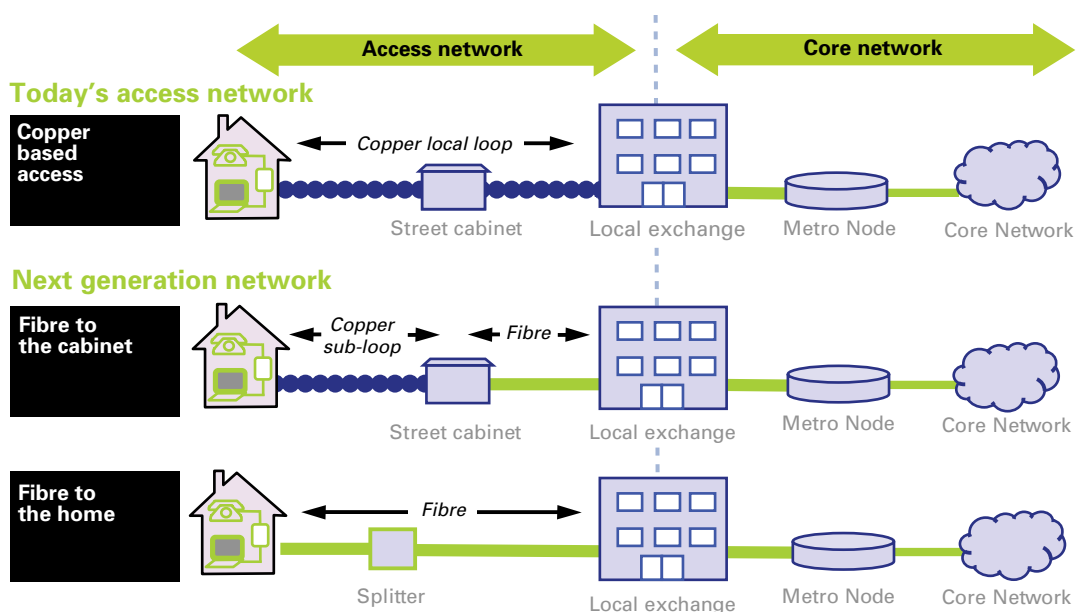 Access network
Core network
Today's access network
Copper
based
access
Copper local loop
Street cabinet
Local exchange
Metro Node
Core Network
Next generation network
Fibre to
the cabinet
Copper
sub-loop
Fibre
Street cabinet
Local exchange
Metro Node
Core Network
Fibre to
the home
Fibre
Splitter
Local exchange
Metro Node
Core Network